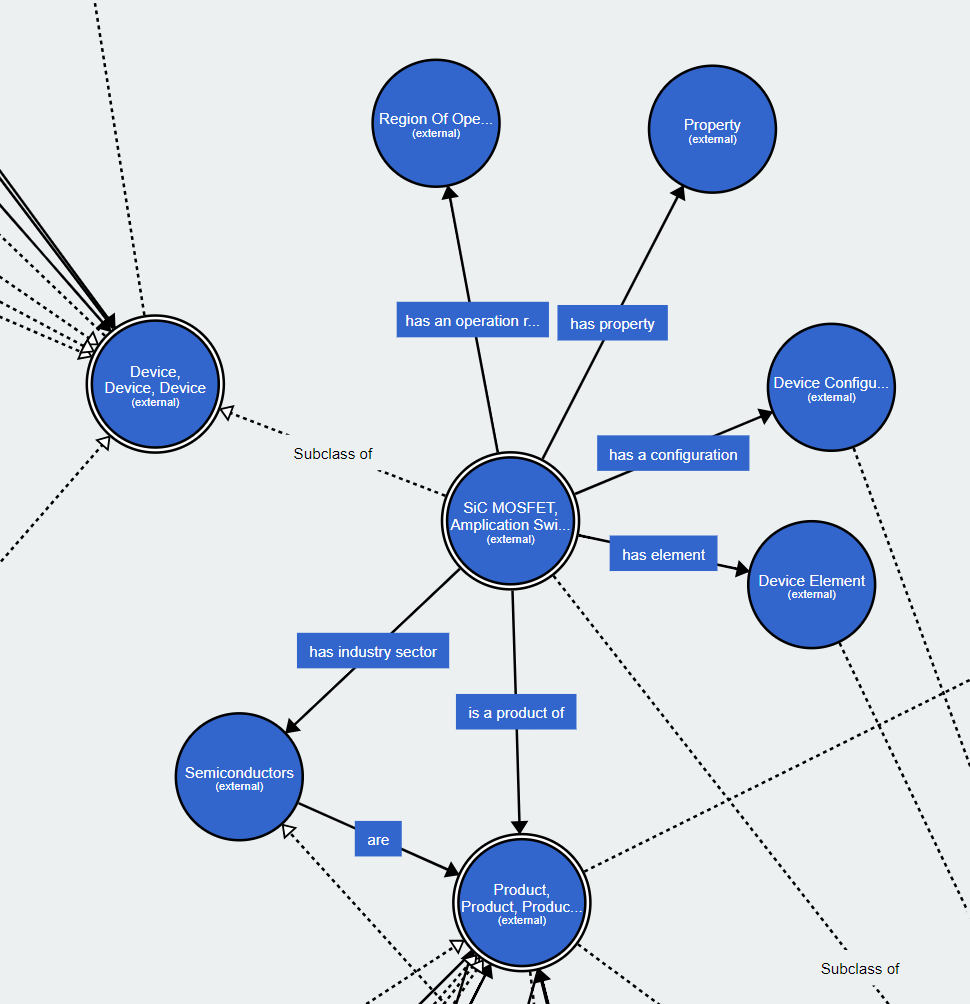 Region Of Ope...
(external)
Property
(external)
has an operation r...
has property
Device,
Device, Device
(external)
Device Configu...
(external)
Subclass of
has a configuration
SiC MOSFET,
Amplication Swi...
(external)
has element
Device Element
(external)
has industry sector
is a product of
Semiconductors
(external)
are
Product,
Product, Produc...
(external)
Subclass of